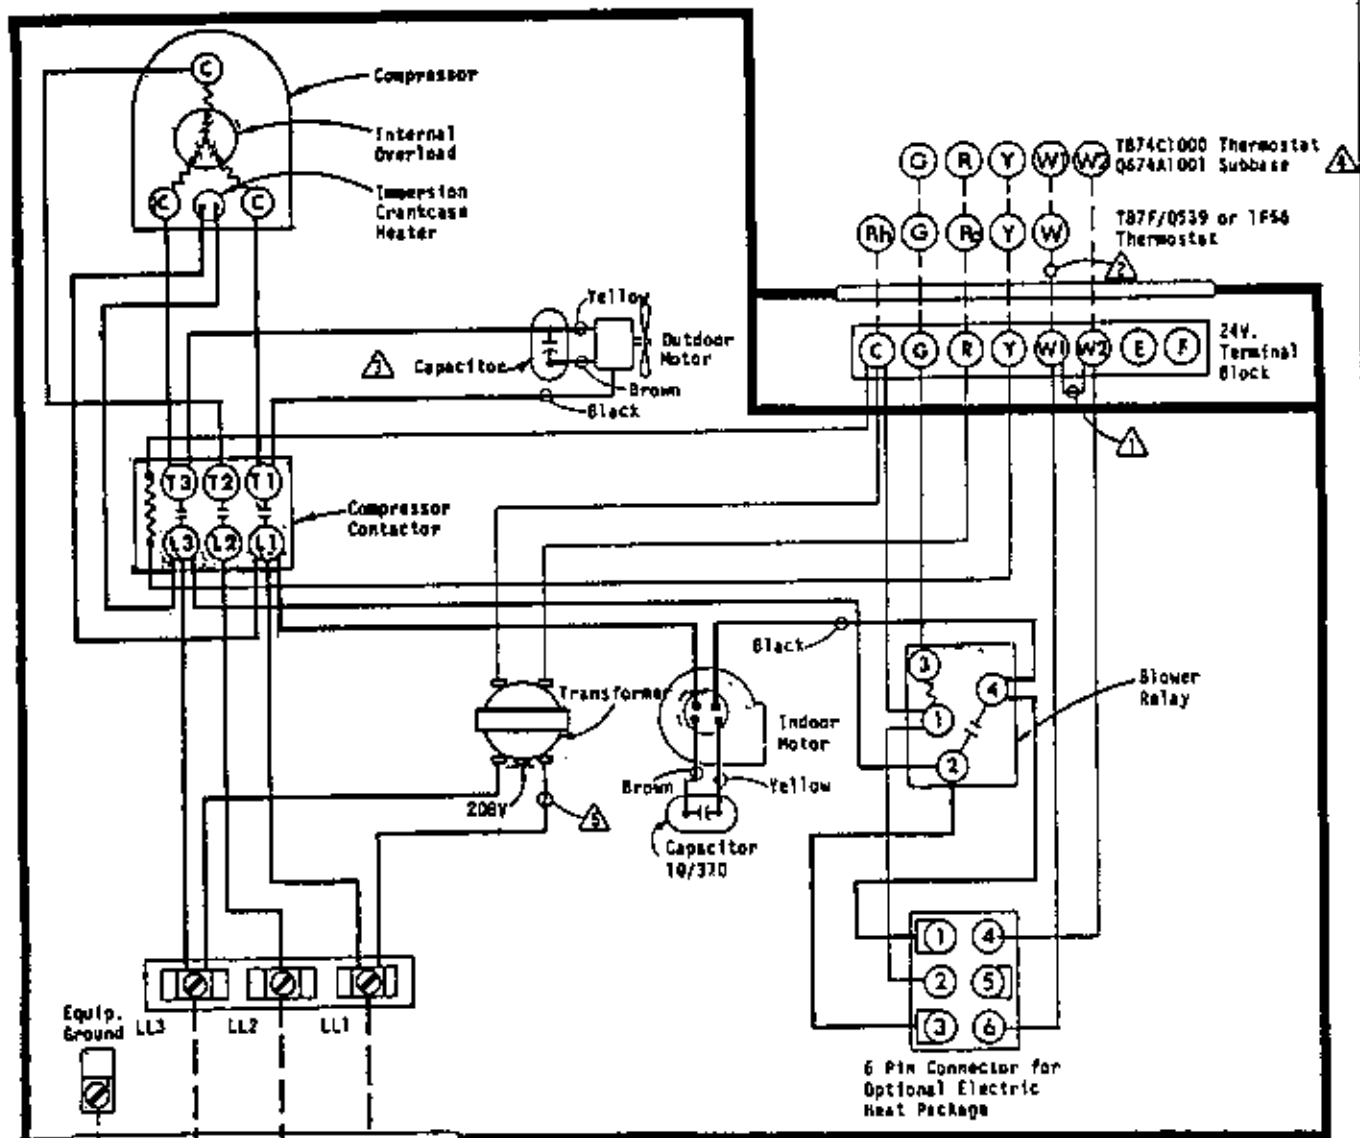 C
Compressor
Internal
Overload
Immersion
Crankcase
Heater
C
C
G R Y W1 W2
T874C1000 Thermostat
Q674A1001 Subbase
4
Rh G Rc Y W
T87F/Q539 or 1F56
Thermostat
2
Yellow
Outdoor
Motor
3
Capacitor
Brown
Black
C G R Y W1 W2 E F
24V.
Terminal
Block
1
T3 T2 T1
L3 L2 L1
Compressor
Contactor
Black
3
4
1
2
Blower
Relay
Transformer
Indoor
Motor
208V
5
Brown
Yellow
Capacitor
10/370
1 4
2 5
3 6
6 Pin Connector for
Optional Electric
Heat Package
Equip.
Ground
LL3
LL2
LL1